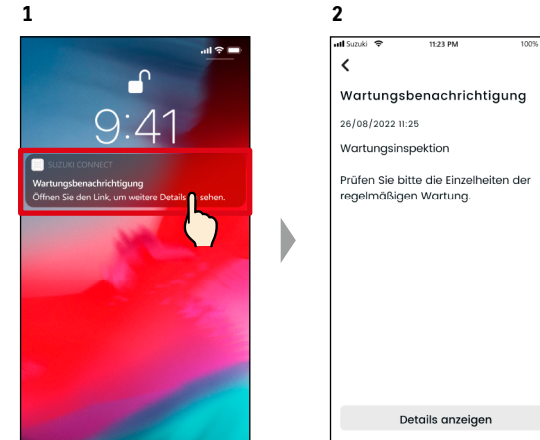 1
9:41
SUZUKI CONNECT
Wartungsbenachrichtigung
Öffnen Sie den Link, um weitere Details sehen.
2
Suzuki 11:23 PM 100%
Wartungsbenachrichtigung
26/08/2022 11:25
Wartungsinspektion
Prüfen Sie bitte die Einzelheiten der
regelmäßigen Wartung.
Details anzeigen